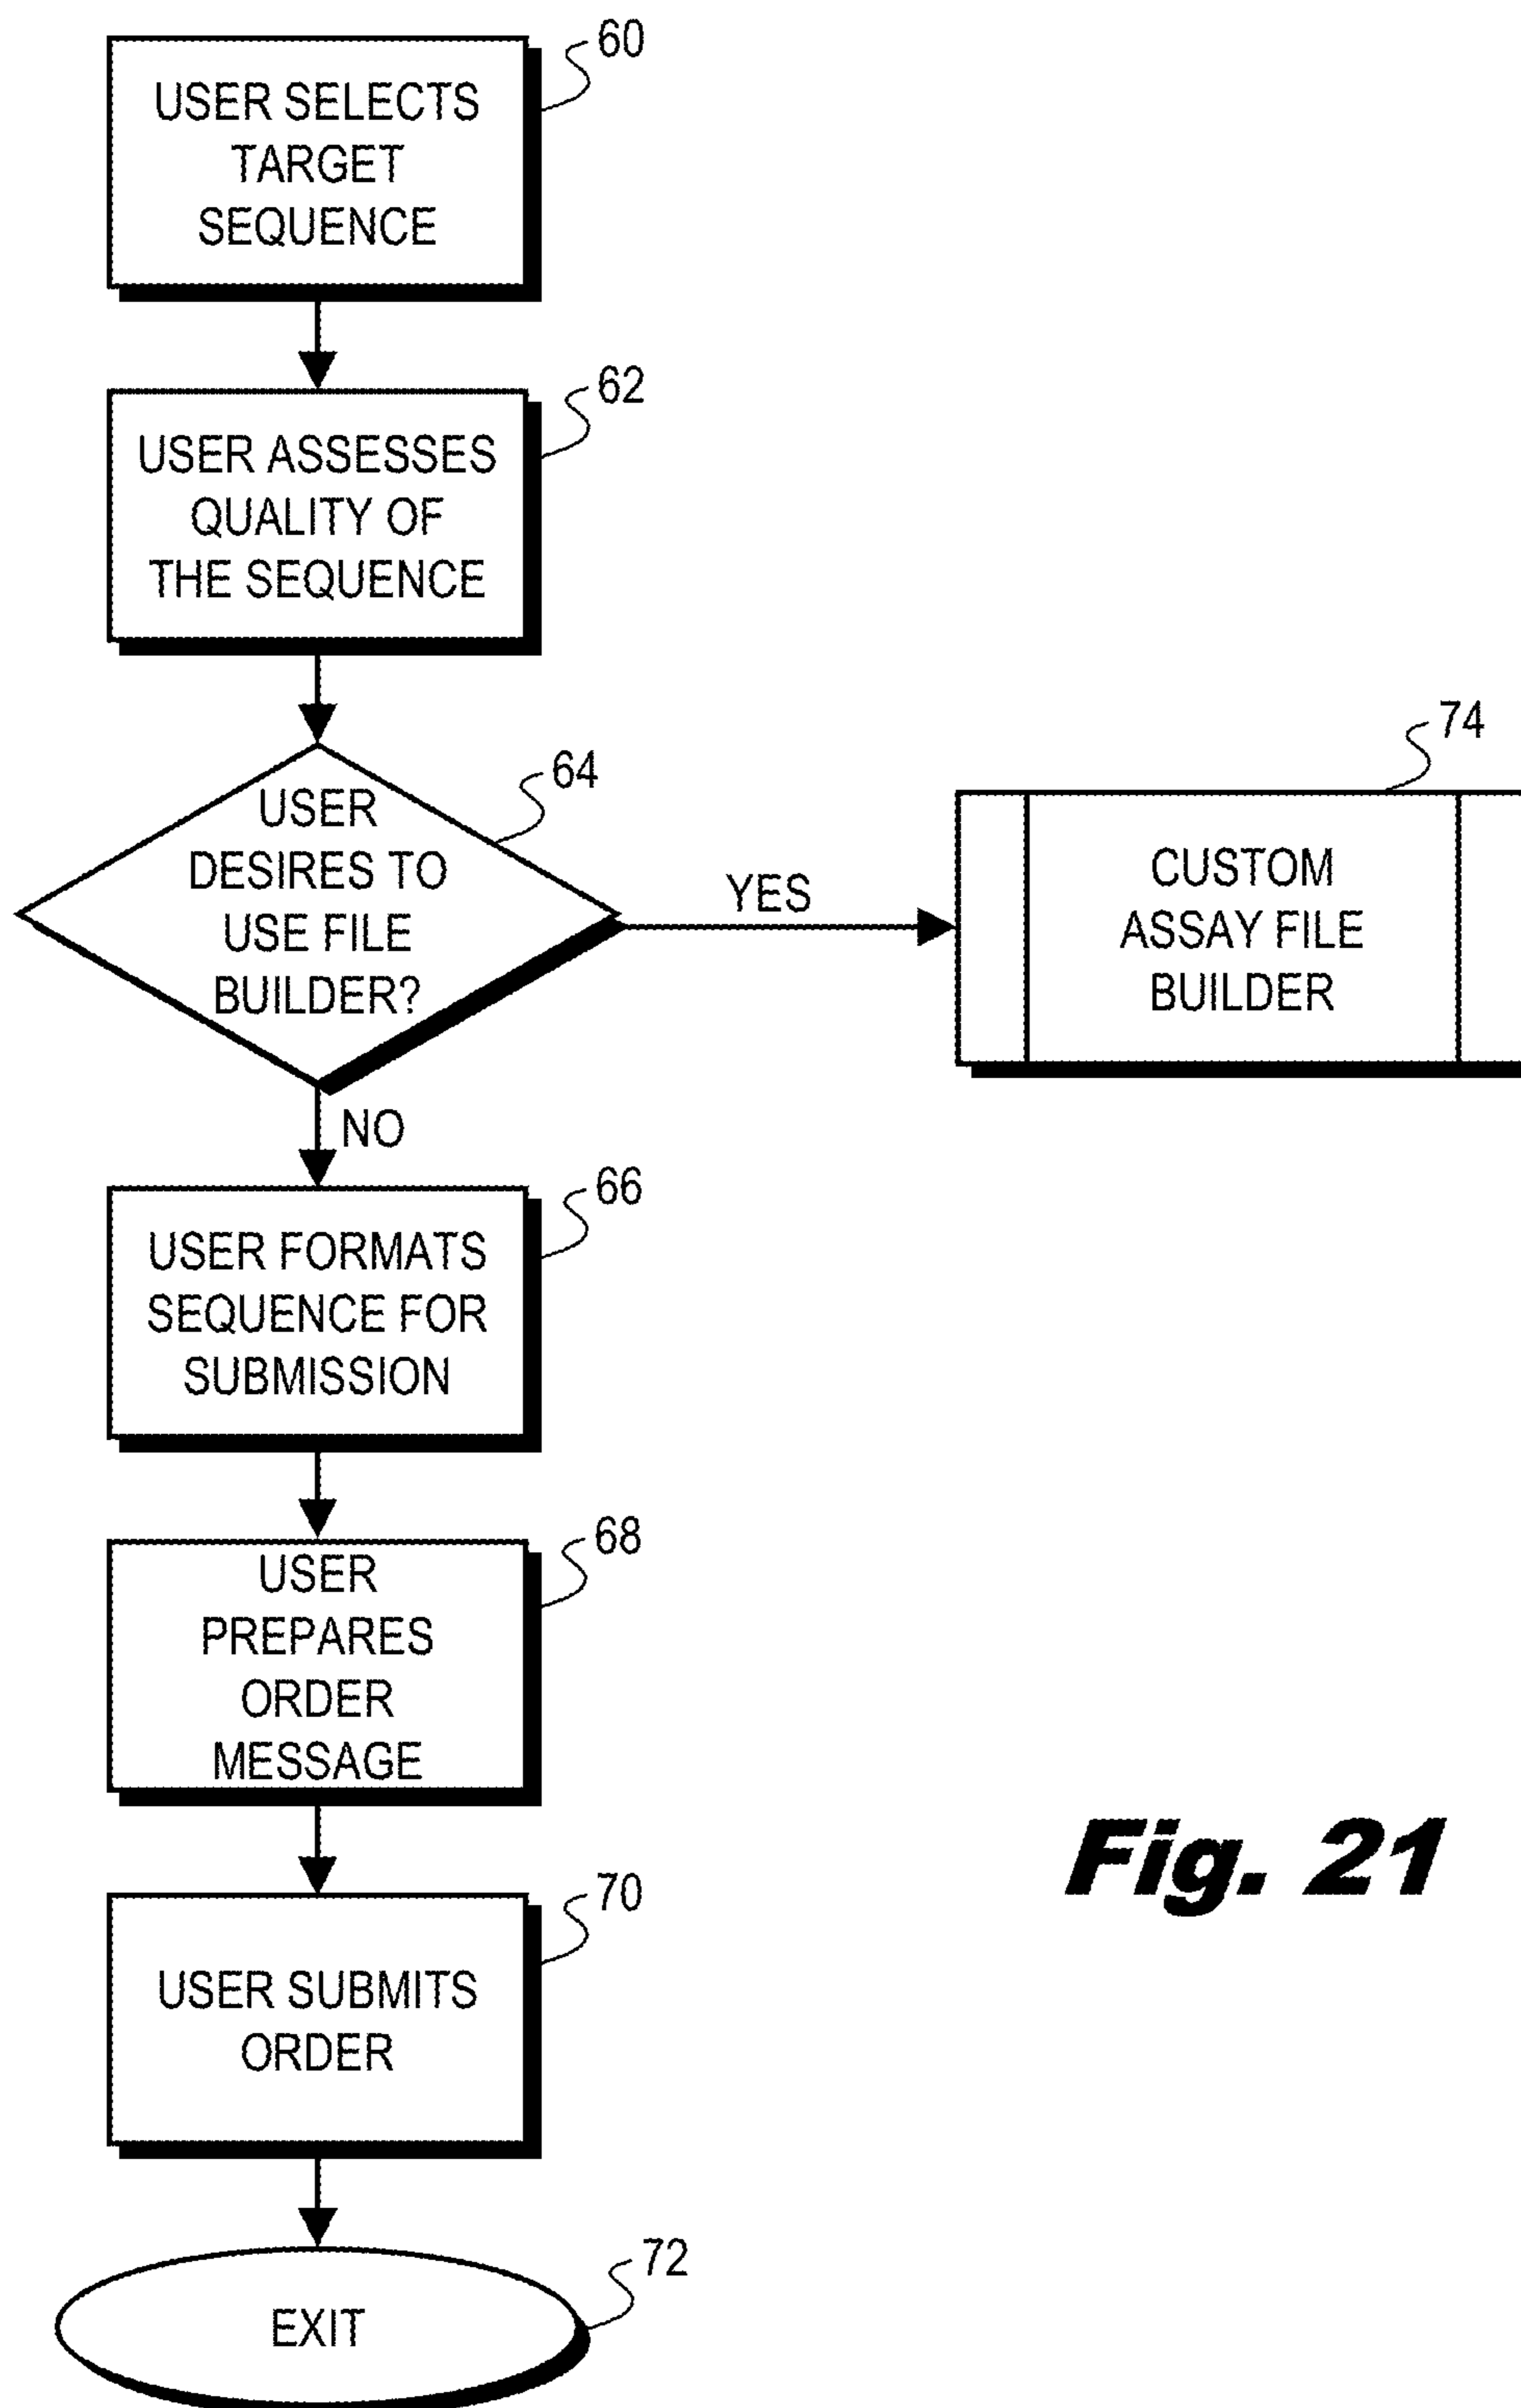 60
USER SELECTS
TARGET
SEQUENCE
62
USER ASSESSES
QUALITY OF
THE SEQUENCE
64
USER
DESIRES TO
USE FILE
BUILDER?
YES
74
CUSTOM
ASSAY FILE
BUILDER
NO
66
USER FORMATS
SEQUENCE FOR
SUBMISSION
68
USER
PREPARES
ORDER
MESSAGE
70
USER SUBMITS
ORDER
72
EXIT
Fig. 21